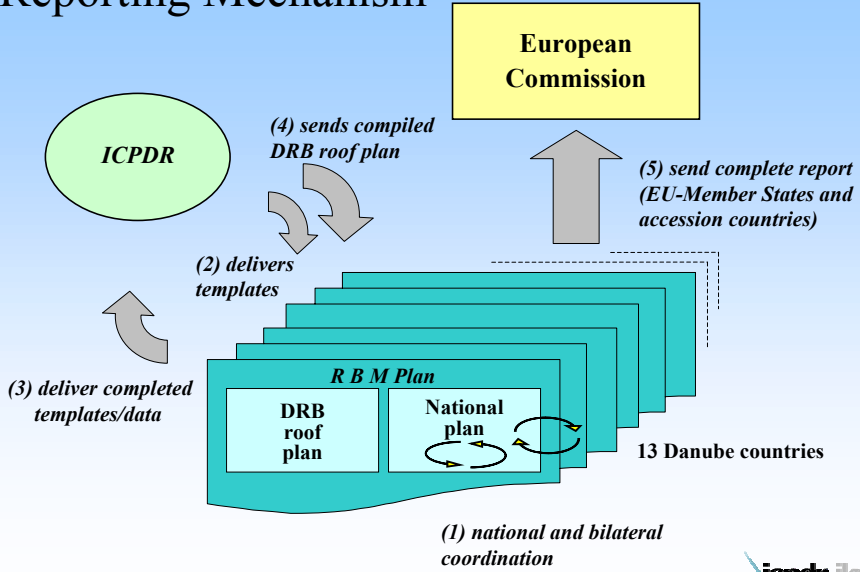 Reporting Mechanism
European
Commission
(4) sends compiled
DRB roof plan
ICPDR
(5) send complete report
(EU-Member States and
accession countries)
(2) delivers
templates
(3) deliver completed
templates/data
R B M Plan
DRB
roof
plan
National
plan
13 Danube countries
(1) national and bilateral
coordination